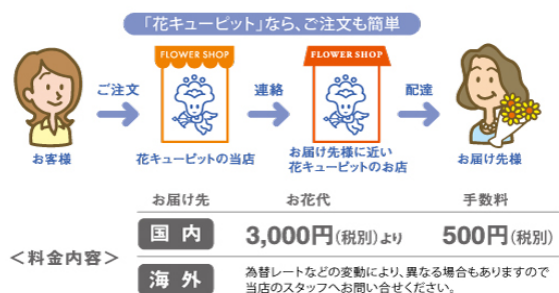 「花キューピット」なら、ご注文も簡単
FLOWER SHOP
FLOWER SHOP
ご注文
連絡
配達
お客様
花キューピットの当店
お届け先様に近い
花キューピットのお店
お届け先様
お届け先 お花代 手数料
<料金内容>
国内 3,000円(税別)より 500円(税別)
海外 為替レートなどの変動により、異なる場合もありますので
当店のスタッフへお問い合せください。